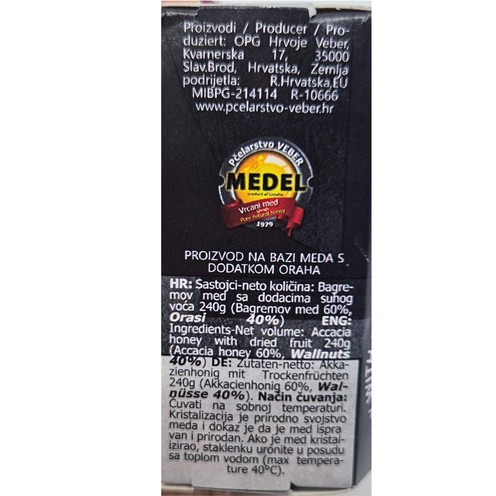 Proizvodi / Producer / Pro-
duziert: OPG Hrvoje Veber,
Kvarnerska 17, 35000
Slav.Brod, Hrvatska, Zemlja
podrijetla: R.Hrvatska,EU
MIBPG-214114 R-10666
www.pcelarstvo-veber.hr
Pčelarstvo VEBER
MEDEL
product of Croatia
Vrcani med
Pure natural honey
1979
PROIZVOD NA BAZI MEDA S
DODATKOM ORAHA
HR: Sastojci-neto količina: Bagre-
mov med sa dodacima suhog
voća 240g (Bagremov med 60%,
Orasi 40%) ENG:
Ingredients-Net volume: Accacia
honey with dried fruit 240g
(Accacia honey 60%, Wallnuts
40%) DE: Zutaten-netto: Akka-
zienhonig mit Trockenfrüchten
240g (Akkacienhonig 60%, Wal-
nüsse 40%). Način čuvanja:
Čuvati na sobnoj temperaturi.
Kristalizacija je prirodno svojstvo
meda i dokaz je da je med ispra
van i prirodan. Ako je med kristal-
izirao, staklenku uronite u posudu
sa toplom vodom (max tempera-
ture 40°C).